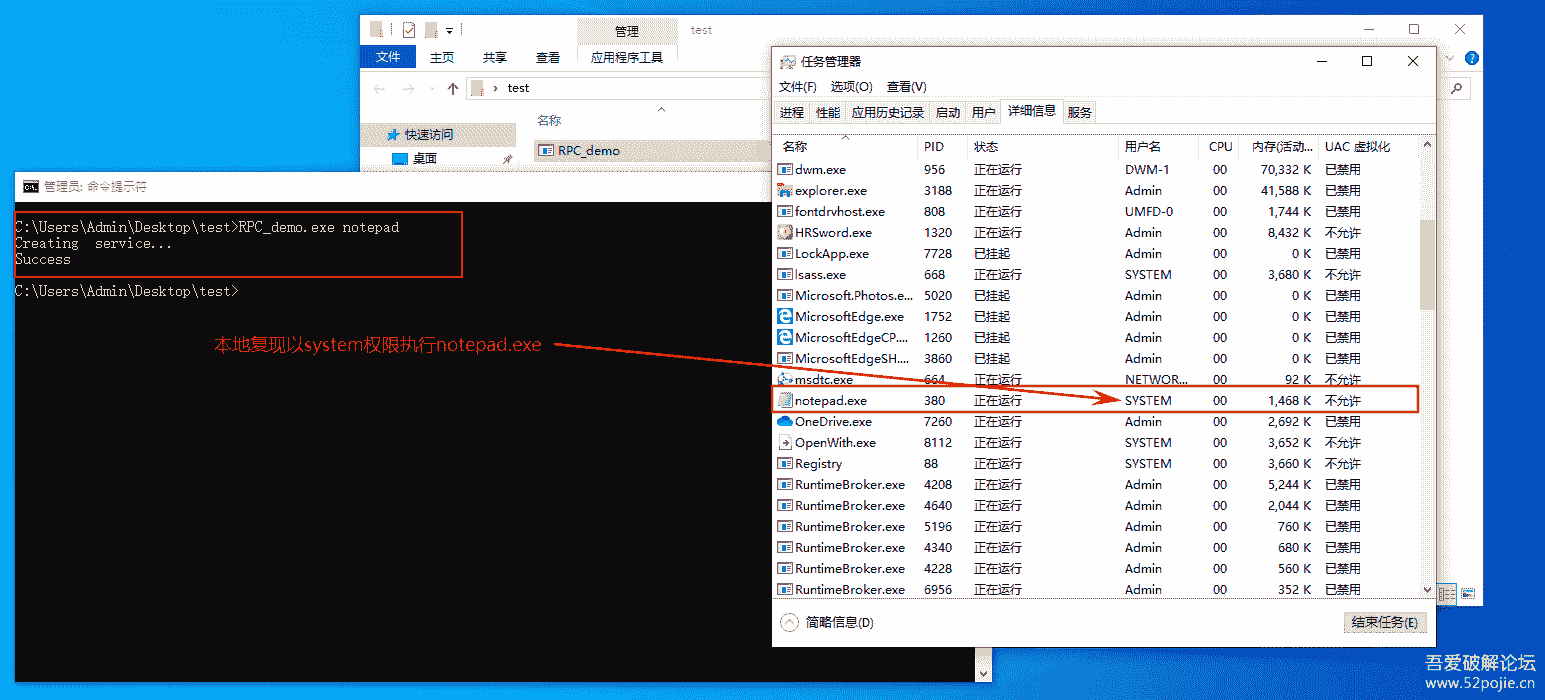 管理
test
文件
主页
共享
查看
应用程序工具
test
快速访问
桌面
名称
RPC_demo
管理员: 命令提示符
C:\Users\Admin\Desktop\test>RPC_demo.exe notepad
Creating  service...
Success
C:\Users\Admin\Desktop\test>
本地复现以system权限执行notepad.exe
任务管理器
文件(F) 选项(O) 查看(V)
进程 性能 应用历史记录 启动 用户 详细信息 服务
名称 PID 状态 用户名 CPU 内存(活动... UAC 虚拟化
dwm.exe 956 正在运行 DWM-1 00 70,332 K 已禁用
explorer.exe 3188 正在运行 Admin 00 41,588 K 已禁用
fontdrvhost.exe 808 正在运行 UMFD-0 00 1,744 K 已禁用
HRSword.exe 1320 正在运行 Admin 00 8,432 K 不允许
LockApp.exe 7728 已挂起 Admin 00 0 K 已禁用
lsass.exe 668 正在运行 SYSTEM 00 3,680 K 不允许
Microsoft.Photos.e... 5020 已挂起 Admin 00 0 K 已禁用
MicrosoftEdge.exe 1752 已挂起 Admin 00 0 K 已禁用
MicrosoftEdgeCP.... 1260 已挂起 Admin 00 0 K 已禁用
MicrosoftEdgeSH.... 3860 已挂起 Admin 00 0 K 已禁用
msdtc.exe 664 正在运行 NETWOR... 00 92 K 不允许
notepad.exe 380 正在运行 SYSTEM 00 1,468 K 不允许
OneDrive.exe 7260 正在运行 Admin 00 2,692 K 已禁用
OpenWith.exe 8112 正在运行 SYSTEM 00 3,652 K 不允许
Registry 88 正在运行 SYSTEM 00 3,660 K 不允许
RuntimeBroker.exe 4208 正在运行 Admin 00 5,244 K 已禁用
RuntimeBroker.exe 4640 正在运行 Admin 00 2,044 K 已禁用
RuntimeBroker.exe 5196 正在运行 Admin 00 760 K 已禁用
RuntimeBroker.exe 4340 正在运行 Admin 00 680 K 已禁用
RuntimeBroker.exe 4228 正在运行 Admin 00 560 K 已禁用
RuntimeBroker.exe 6956 正在运行 Admin 00 352 K 已禁用
简略信息(D)
结束任务(E)
吾爱破解论坛
www.52pojie.cn